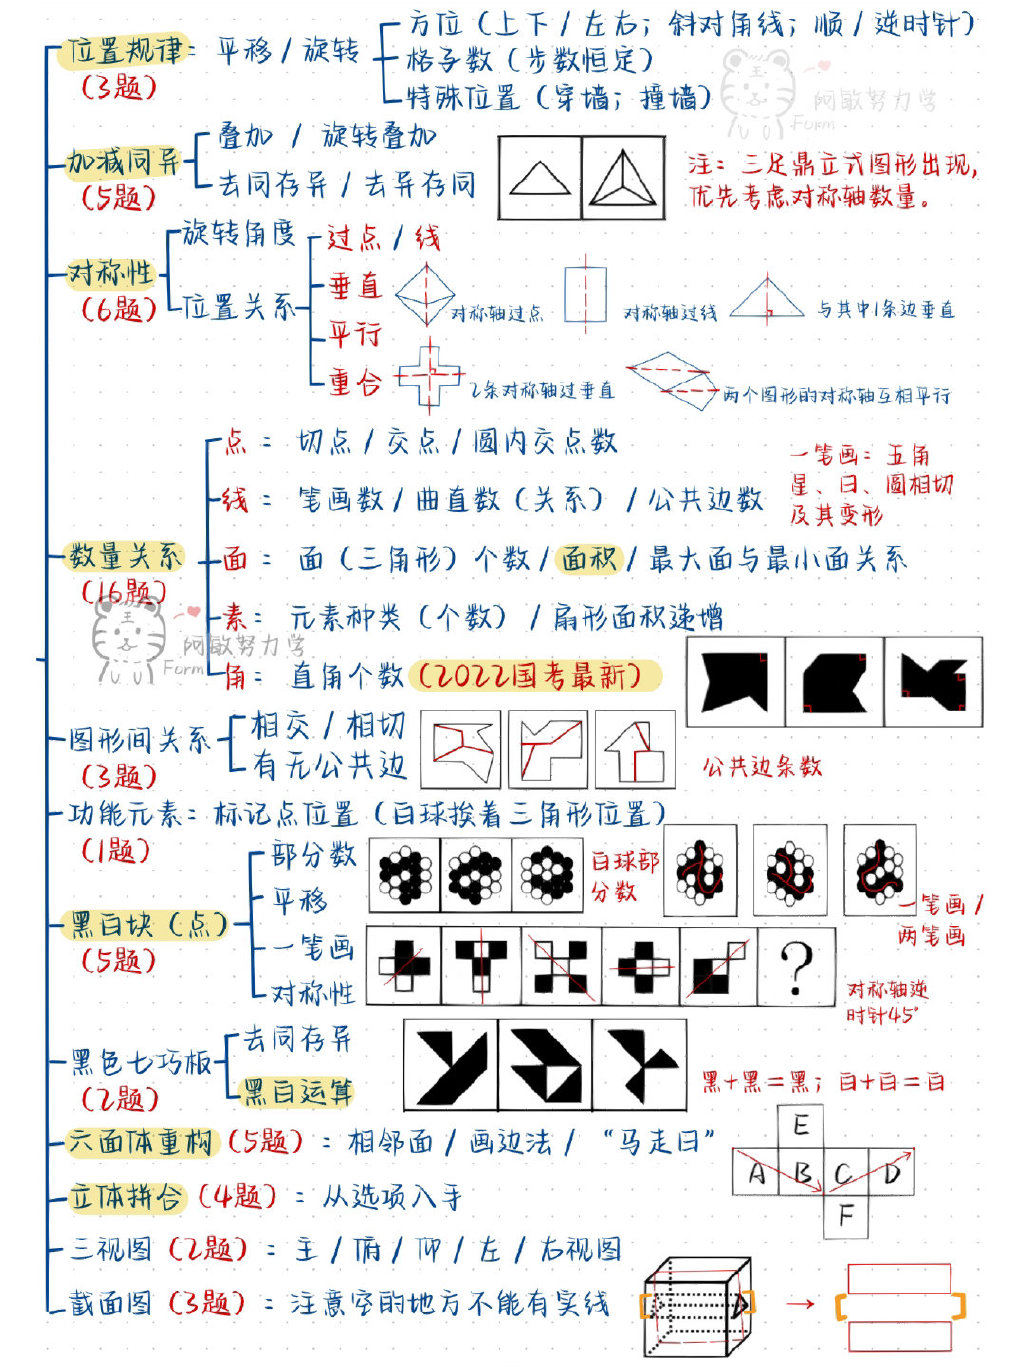 方位（上下/左右；斜对角线；顺/逆时针）
位置规律：平移/旋转
格子数（步数恒定）
（3题）
特殊位置（穿墙；撞墙）
阿敏努力学
Form
叠加 / 旋转叠加
加减同异
（5题）
去同存异/去异存同
注：三足鼎立式图形出现，
优先考虑对称轴数量。
旋转角度
过点/线
对称性
（6题）
位置关系
垂直
对称轴过点
对称轴过线
与其中1条边垂直
平行
重合
2条对称轴过垂直
两个图形的对称轴互相平行
点：切点/交点/圆内交点数
一笔画：五角
星、日、圆相切
及其变形
线：笔画数/曲直数（关系）/公共边数
数量关系
（16题）
面：面（三角形）个数/面积/最大面与最小面关系
素：元素种类（个数）/扇形面积递增
阿敏努力学
Form
角：直角个数（2022国考最新）
图形间关系
（3题）
相交/相切
有无公共边
公共边条数
功能元素：标记点位置（白球挨着三角形位置）
（1题）
部分数
白球部
分数
平移
一笔画/
两笔画
黑白块（点）
（5题）
一笔画
?
对称性
对称轴逆
时针45°
去同存异
黑色七巧板
（2题）
黑白运算
黑+黑=黑；白+白=白
六面体重构（5题）：相邻面/画边法/“马走日”
E
A B C D
F
立体拼合（4题）：从选项入手
三视图（2题）：主/俯/仰/左/右视图
截面图（3题）：注意空的地方不能有实线